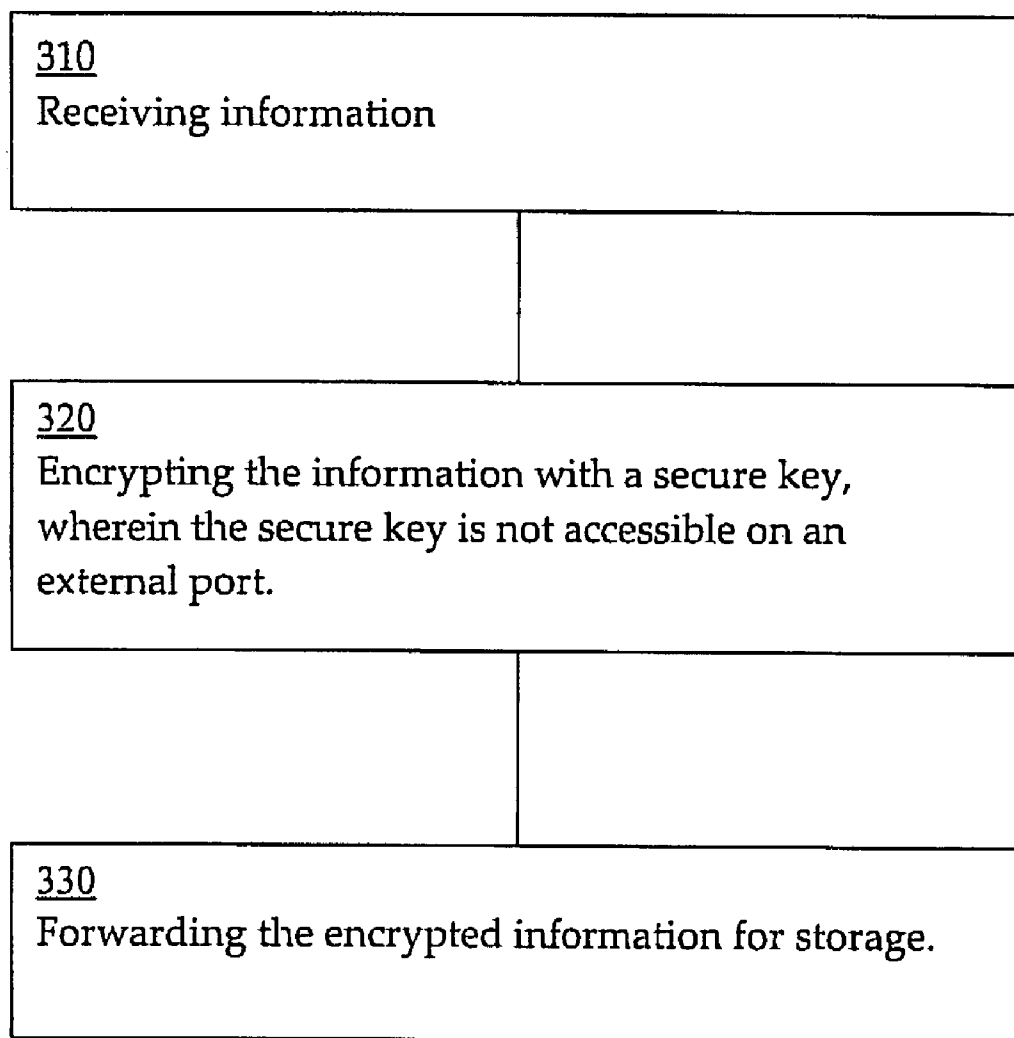 310
Receiving information
320
Encrypting the information with a secure key,
wherein the secure key is not accessible on an
external port.
330
Forwarding the encrypted information for storage.